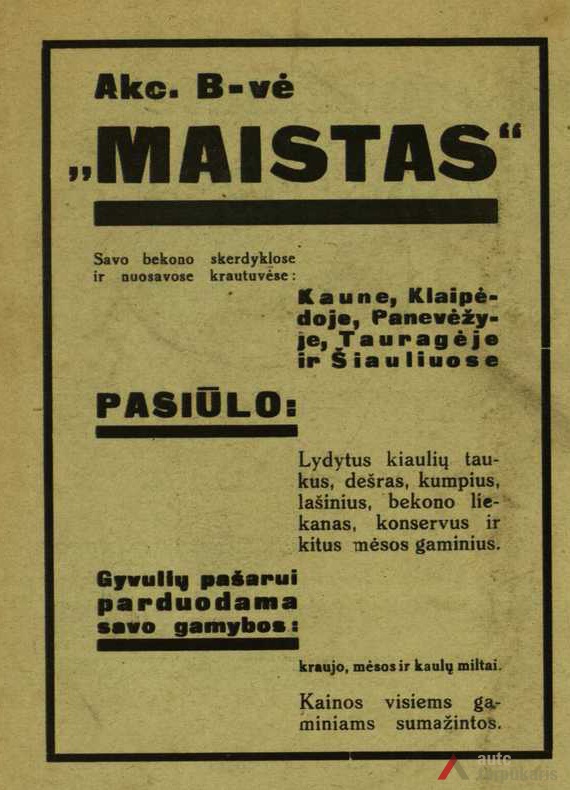 Akc. B-vė
„MAISTAS“
Savo bekono skerdyklose
ir nuosavose krautuvėse:
Kaune, Klaipė-
doje, Panevėžy-
je, Tauragėje
ir Šiauliuose
PASIŪLO:
Lydytus kiaulių tau-
kus, dešras, kumpius,
lašinius, bekono lie-
kanas, konservus ir
kitus mėsos gaminius.
Gyvulių pašarui
parduodama
savo gamybos:
kraujo, mėsos ir kaulų miltai.
Kainos visiems ga-
miniams sumažintos.
autc